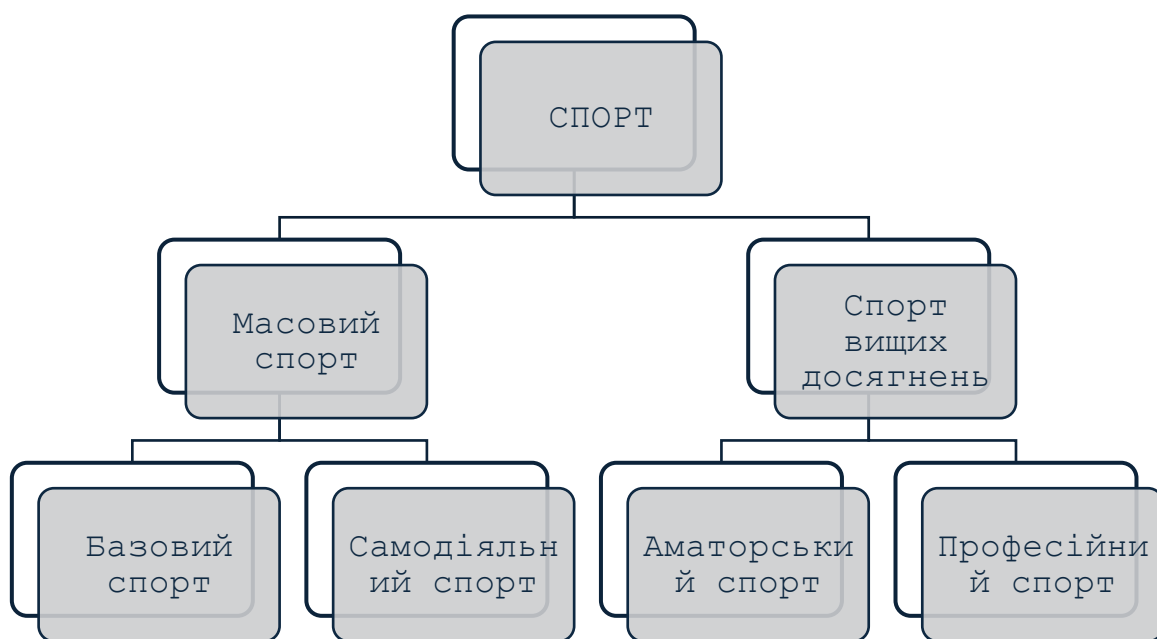 СПОРТ
Масовий
спорт
Спорт
вищих
досягнень
Базовий
спорт
Самодіяльн
ий спорт
Аматорськи
й спорт
Професійни
й спорт